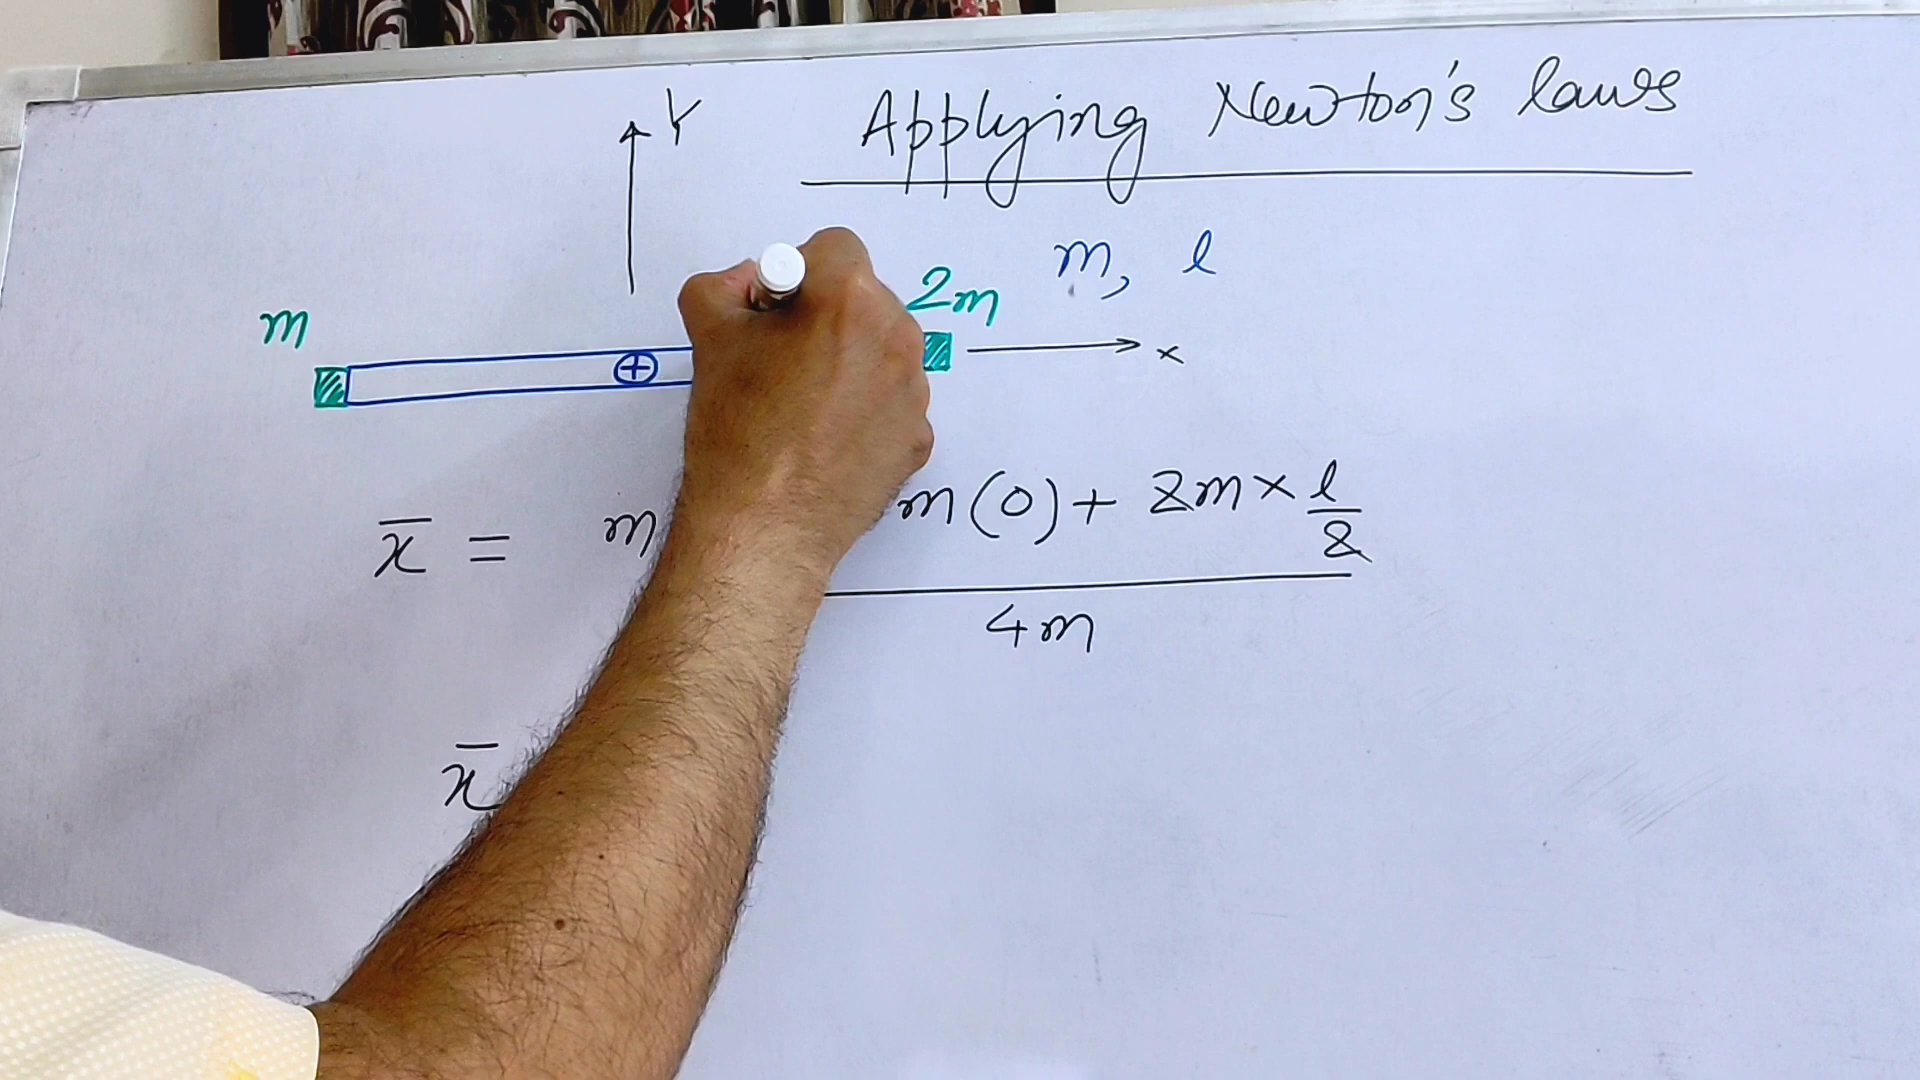 Y Applying Newton's laws
m 2m m, l
x
x̄ = m m(0) + 2m × l/2
4m
x̄